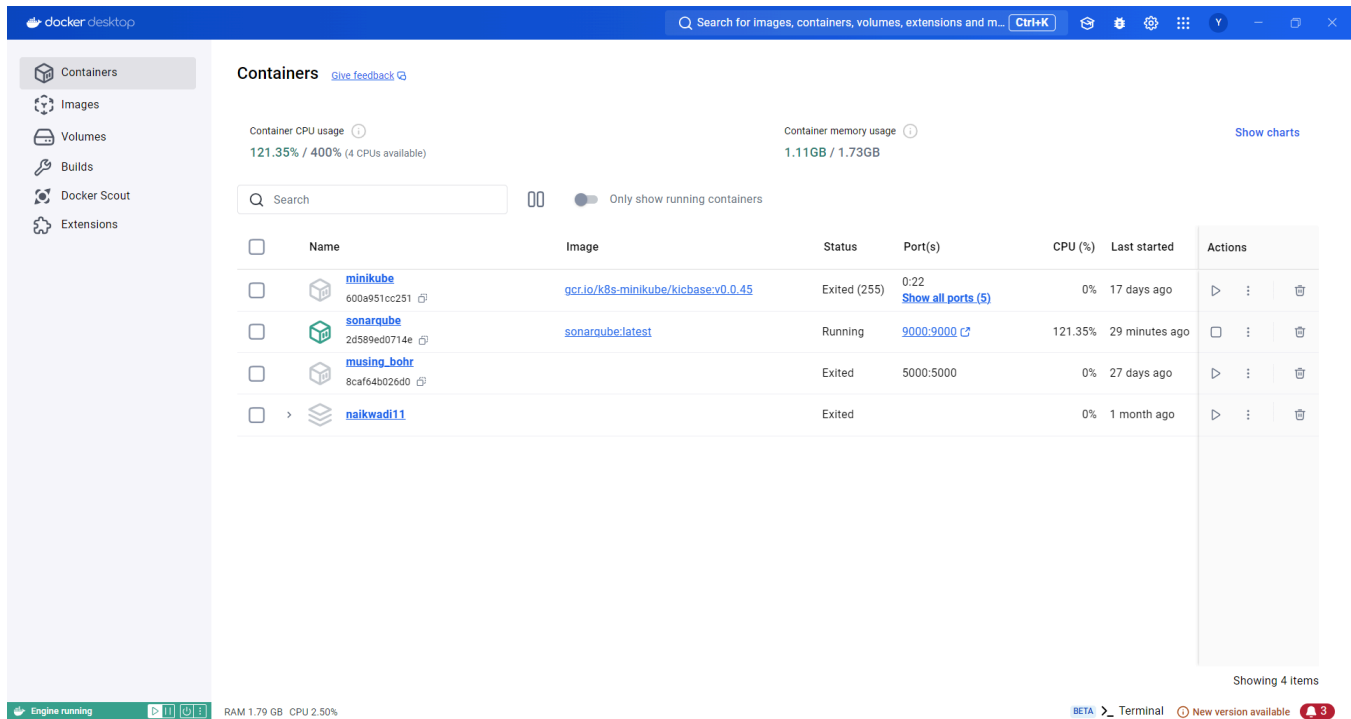 docker desktop
Search for images, containers, volumes, extensions and m... Ctrl+K
Y
Containers
Images
Volumes
Builds
Docker Scout
Extensions
Containers Give feedback
Container CPU usage
121.35% / 400% (4 CPUs available)
Container memory usage
1.11GB / 1.73GB
Show charts
Search
Only show running containers
Name Image Status Port(s) CPU (%) Last started Actions
minikube
600a951cc251
gcr.io/k8s-minikube/kicbase:v0.0.45
Exited (255)
0:22
Show all ports (5)
0% 17 days ago
sonarqube
2d589ed0714e
sonarqube:latest
Running
9000:9000
121.35% 29 minutes ago
musing_bohr
8caf64b026d0
Exited
5000:5000
0% 27 days ago
naikwadi11
Exited
0% 1 month ago
Showing 4 items
Engine running
RAM 1.79 GB CPU 2.50%
BETA >_ Terminal
New version available
3